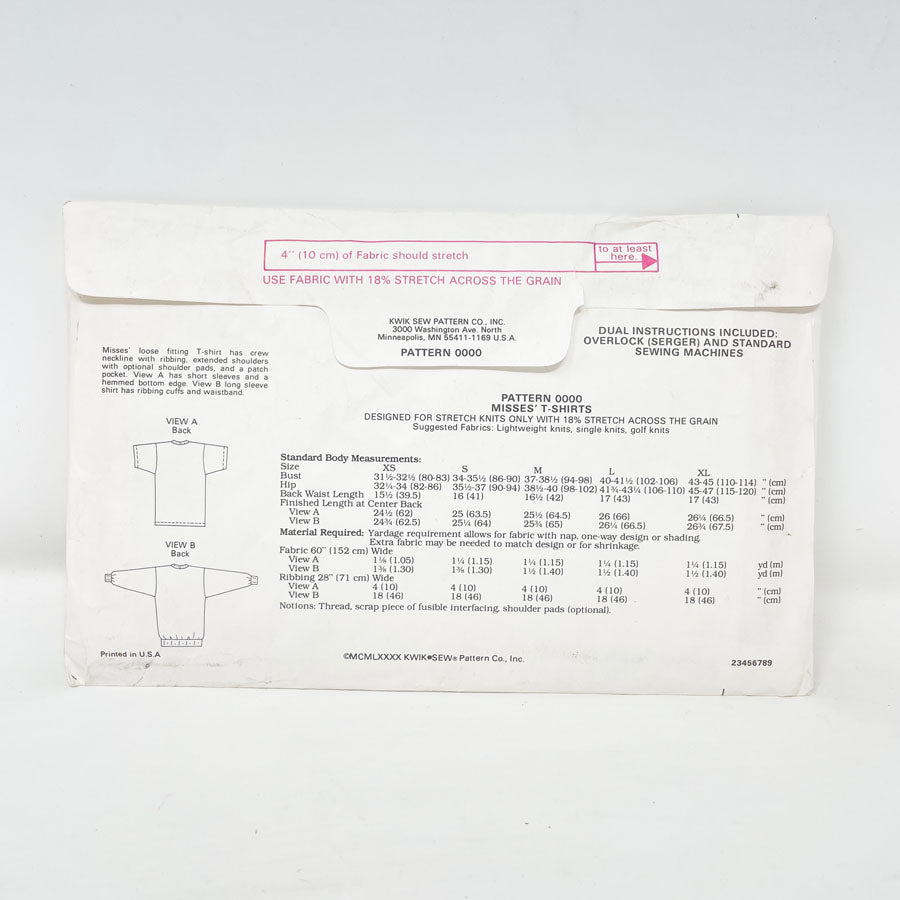 4" (10 cm) of Fabric should stretch
to at least
here.
USE FABRIC WITH 18% STRETCH ACROSS THE GRAIN
KWIK SEW PATTERN CO., INC.
3000 Washington Ave. North
Minneapolis, MN 55411-1169 U.S.A.
PATTERN 0000
DUAL INSTRUCTIONS INCLUDED:
OVERLOCK (SERGER) AND STANDARD
SEWING MACHINES
Misses' loose fitting T-shirt has crew
neckline with ribbing, extended shoulders
with optional shoulder pads, and a patch
pocket. View A has short sleeves and a
hemmed bottom edge. View B long sleeve
shirt has ribbing cuffs and waistband.
VIEW A
Back
VIEW B
Back
Printed in U.S.A
PATTERN 0000
MISSES' T-SHIRTS
DESIGNED FOR STRETCH KNITS ONLY WITH 18% STRETCH ACROSS THE GRAIN
Suggested Fabrics: Lightweight knits, single knits, golf knits
Standard Body Measurements:
Size XS S M L XL
Bust 31½-32½ (80-83) 34-35½ (86-90) 37-38½ (94-98) 40-41½ (102-106) 43-45 (110-114) " (cm)
Hip 32¼-34 (82-86) 35½-37 (90-94) 38½-40 (98-102) 41¾-43¼ (106-110) 45-47 (115-120) " (cm)
Back Waist Length 15½ (39.5) 16 (41) 16½ (42) 17 (43) 17 (43) " (cm)
Finished Length at Center Back
View A 24½ (62) 25 (63.5) 25½ (64.5) 26 (66) 26¼ (66.5) " (cm)
View B 24¾ (62.5) 25¼ (64) 25¾ (65) 26¼ (66.5) 26¾ (67.5) " (cm)
Material Required: Yardage requirement allows for fabric with nap, one-way design or shading.
Extra fabric may be needed to match design or for shrinkage.
Fabric 60" (152 cm) Wide
View A 1⅛ (1.05) 1¼ (1.15) 1¼ (1.15) 1¼ (1.15) 1¼ (1.15) yd (m)
View B 1⅜ (1.30) 1⅜ (1.30) 1½ (1.40) 1½ (1.40) 1½ (1.40) yd (m)
Ribbing 28" (71 cm) Wide
View A 4 (10) 4 (10) 4 (10) 4 (10) 4 (10) " (cm)
View B 18 (46) 18 (46) 18 (46) 18 (46) 18 (46) " (cm)
Notions: Thread, scrap piece of fusible interfacing, shoulder pads (optional).
©MCMLXXXX KWIK•SEW® Pattern Co., Inc.
23456789